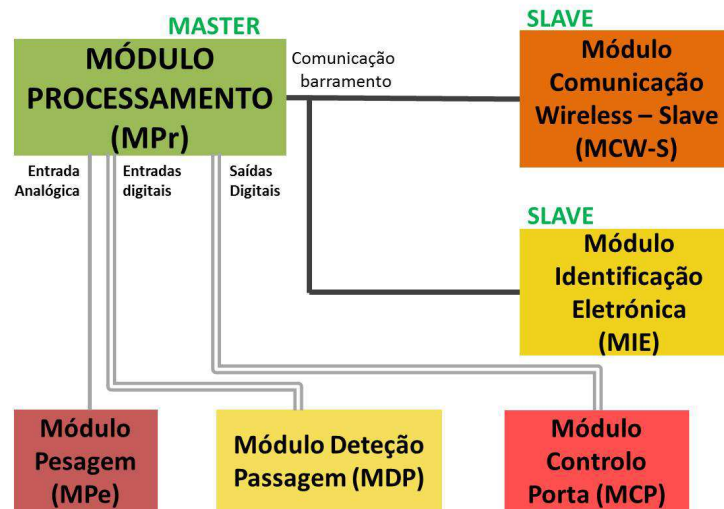 MASTER
MÓDULO
PROCESSAMENTO
(MPr)
Comunicação
barramento
SLAVE
Módulo
Comunicação
Wireless – Slave
(MCW-S)
Entrada
Analógica
Entradas
digitais
Saídas
Digitais
SLAVE
Módulo
Identificação
Eletrónica
(MIE)
Módulo
Pesagem
(MPe)
Módulo Deteção
Passagem (MDP)
Módulo
Controlo
Porta (MCP)